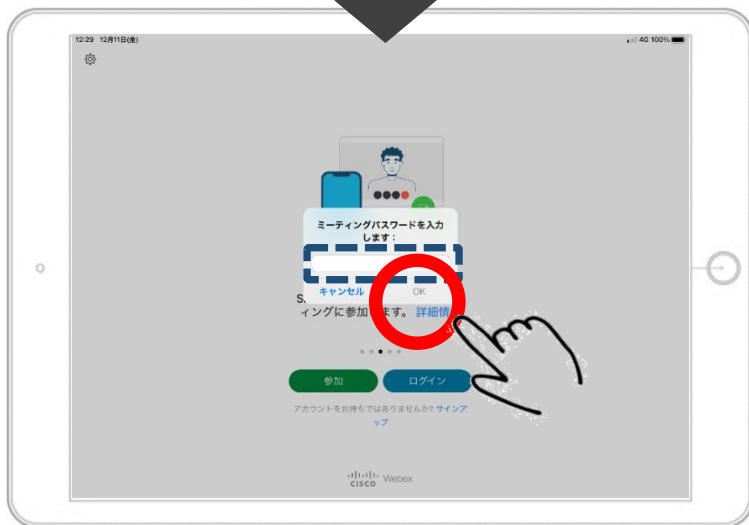 12:29 12月11日(金)
4G 100%
ミーティングパスワードを入力
します：
キャンセル
OK
S.
ィングに参加 ます。 詳細情
参加
ログイン
アカウントをお持ちではありませんか? サインア
ップ
CISCO Webex